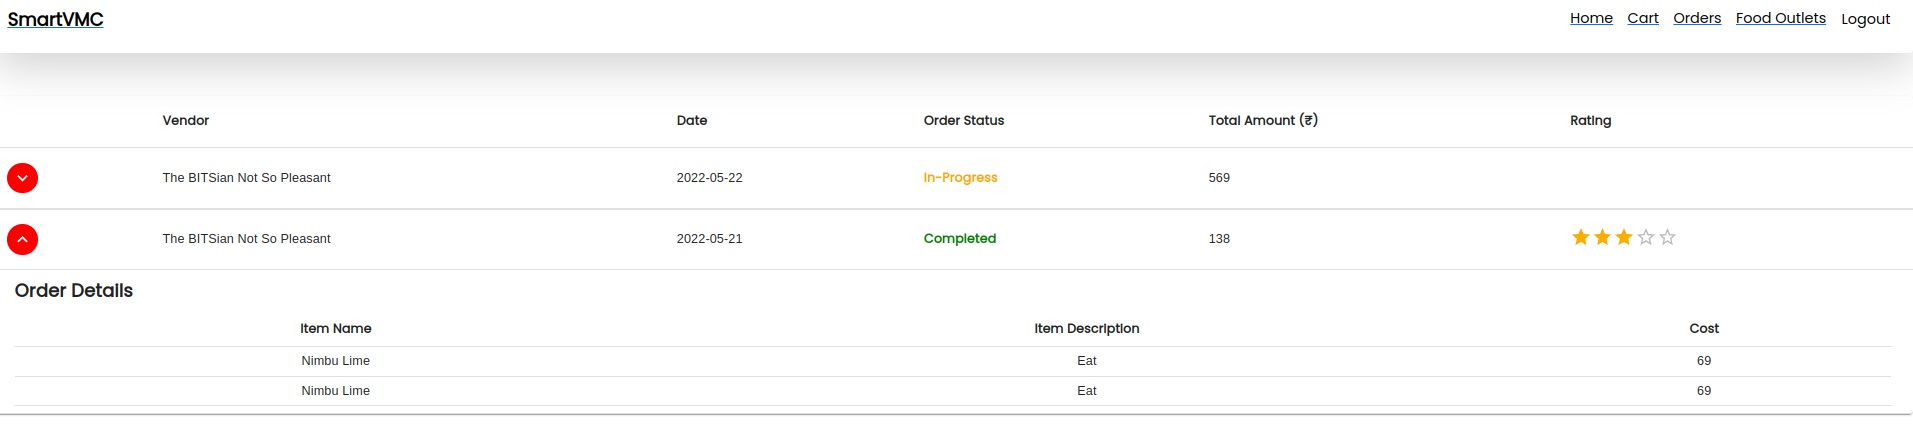 SmartVMC Home Cart Orders Food Outlets Logout
Vendor Date Order Status Total Amount (₹) Rating
The BITSian Not So Pleasant 2022-05-22 In-Progress 569
The BITSian Not So Pleasant 2022-05-21 Completed 138
Order Details
Item Name Item Description Cost
Nimbu Lime Eat 69
Nimbu Lime Eat 69